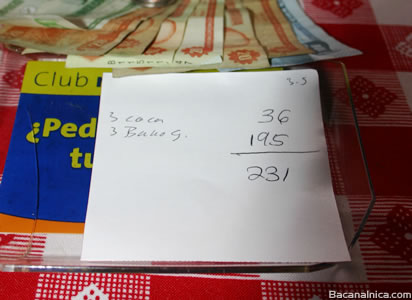 Club
¿Ped
tu
3-5
3 coca 36
3 Baho G. 195
231
Bacanalnica.com